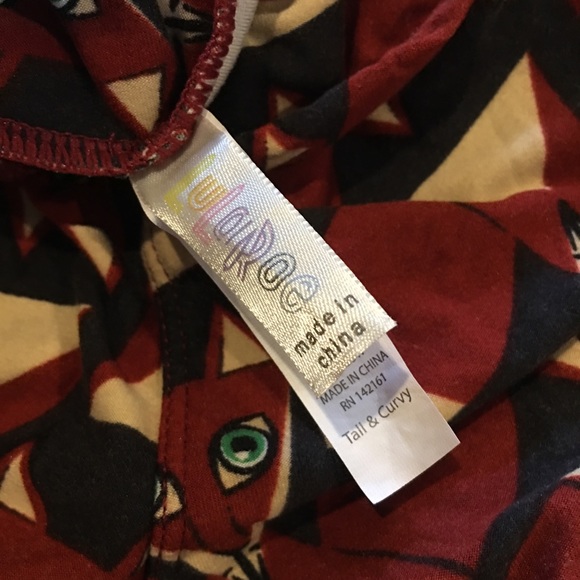 LuLaRoe
made in
china
MADE IN CHINA
RN 142161
Tall & Curvy